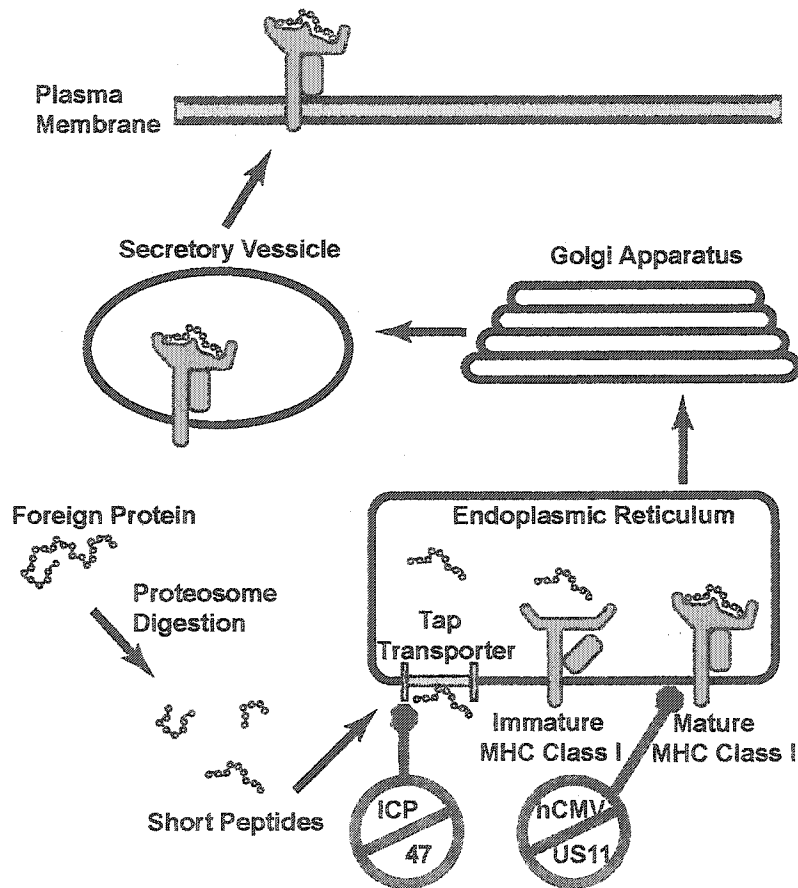 Plasma
Membrane
Secretory Vessicle
Golgi Apparatus
Foreign Protein
Endoplasmic Reticulum
Proteosome
Digestion
Tap
Transporter
Immature
MHC Class I
Mature
MHC Class I
Short Peptides
ICP
47
hCMV
US11